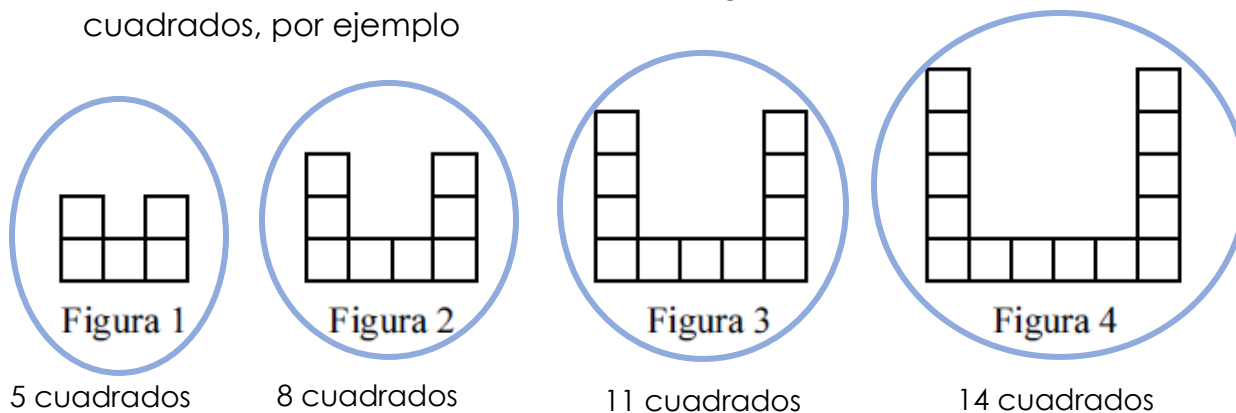 cuadrados, por ejemplo
Figura 1
Figura 2
Figura 3
Figura 4
5 cuadrados
8 cuadrados
11 cuadrados
14 cuadrados